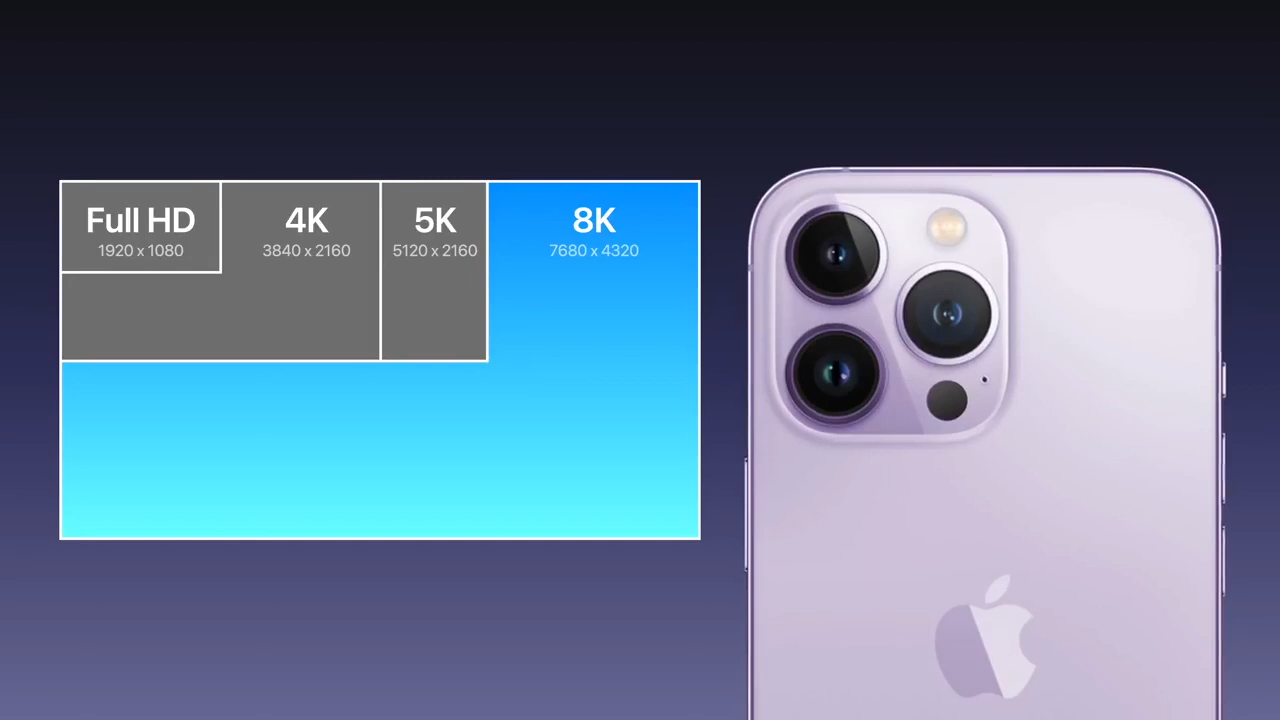 Full HD
1920 x 1080
4K
3840 x 2160
5K
5120 x 2160
8K
7680 x 4320